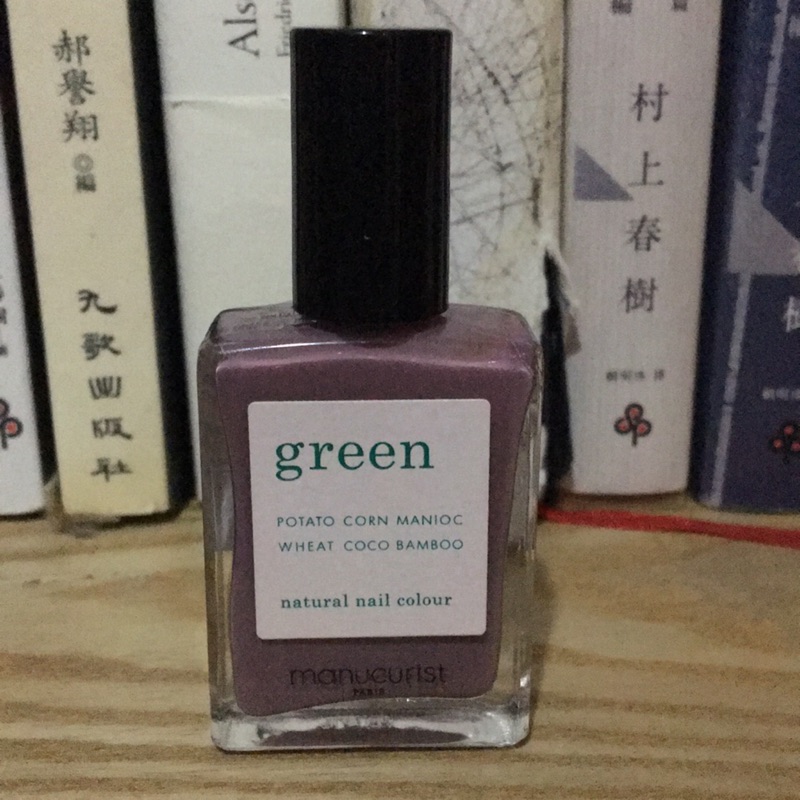 郝譽翔◎編
九歌出版社
Als
村上春樹
green
POTATO CORN MANIOC
WHEAT COCO BAMBOO
natural nail colour
manucurist
PARIS